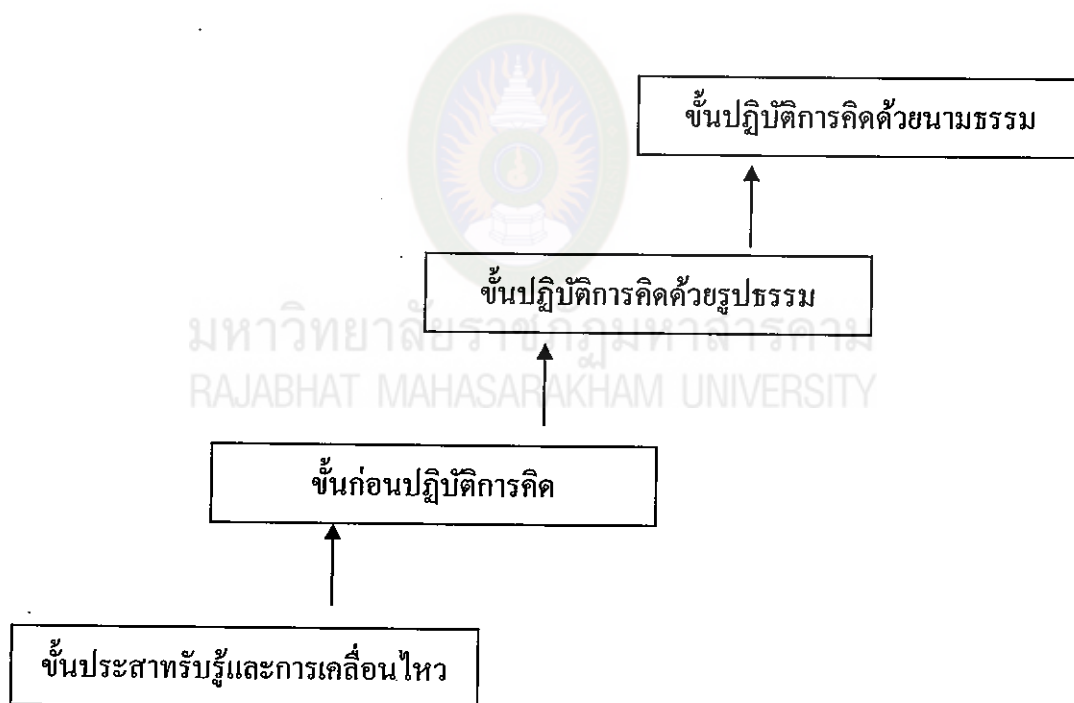 ขั้นปฏิบัติการคิดด้วยนามธรรม
ขั้นปฏิบัติการคิดด้วยรูปธรรม
มหาวิทยาลัยราชภัฏมหาสารคาม
RAJABHAT MAHASARAKHAM UNIVERSITY
ขั้นก่อนปฏิบัติการคิด
ขั้นประสาทรับรู้และการเคลื่อนไหว